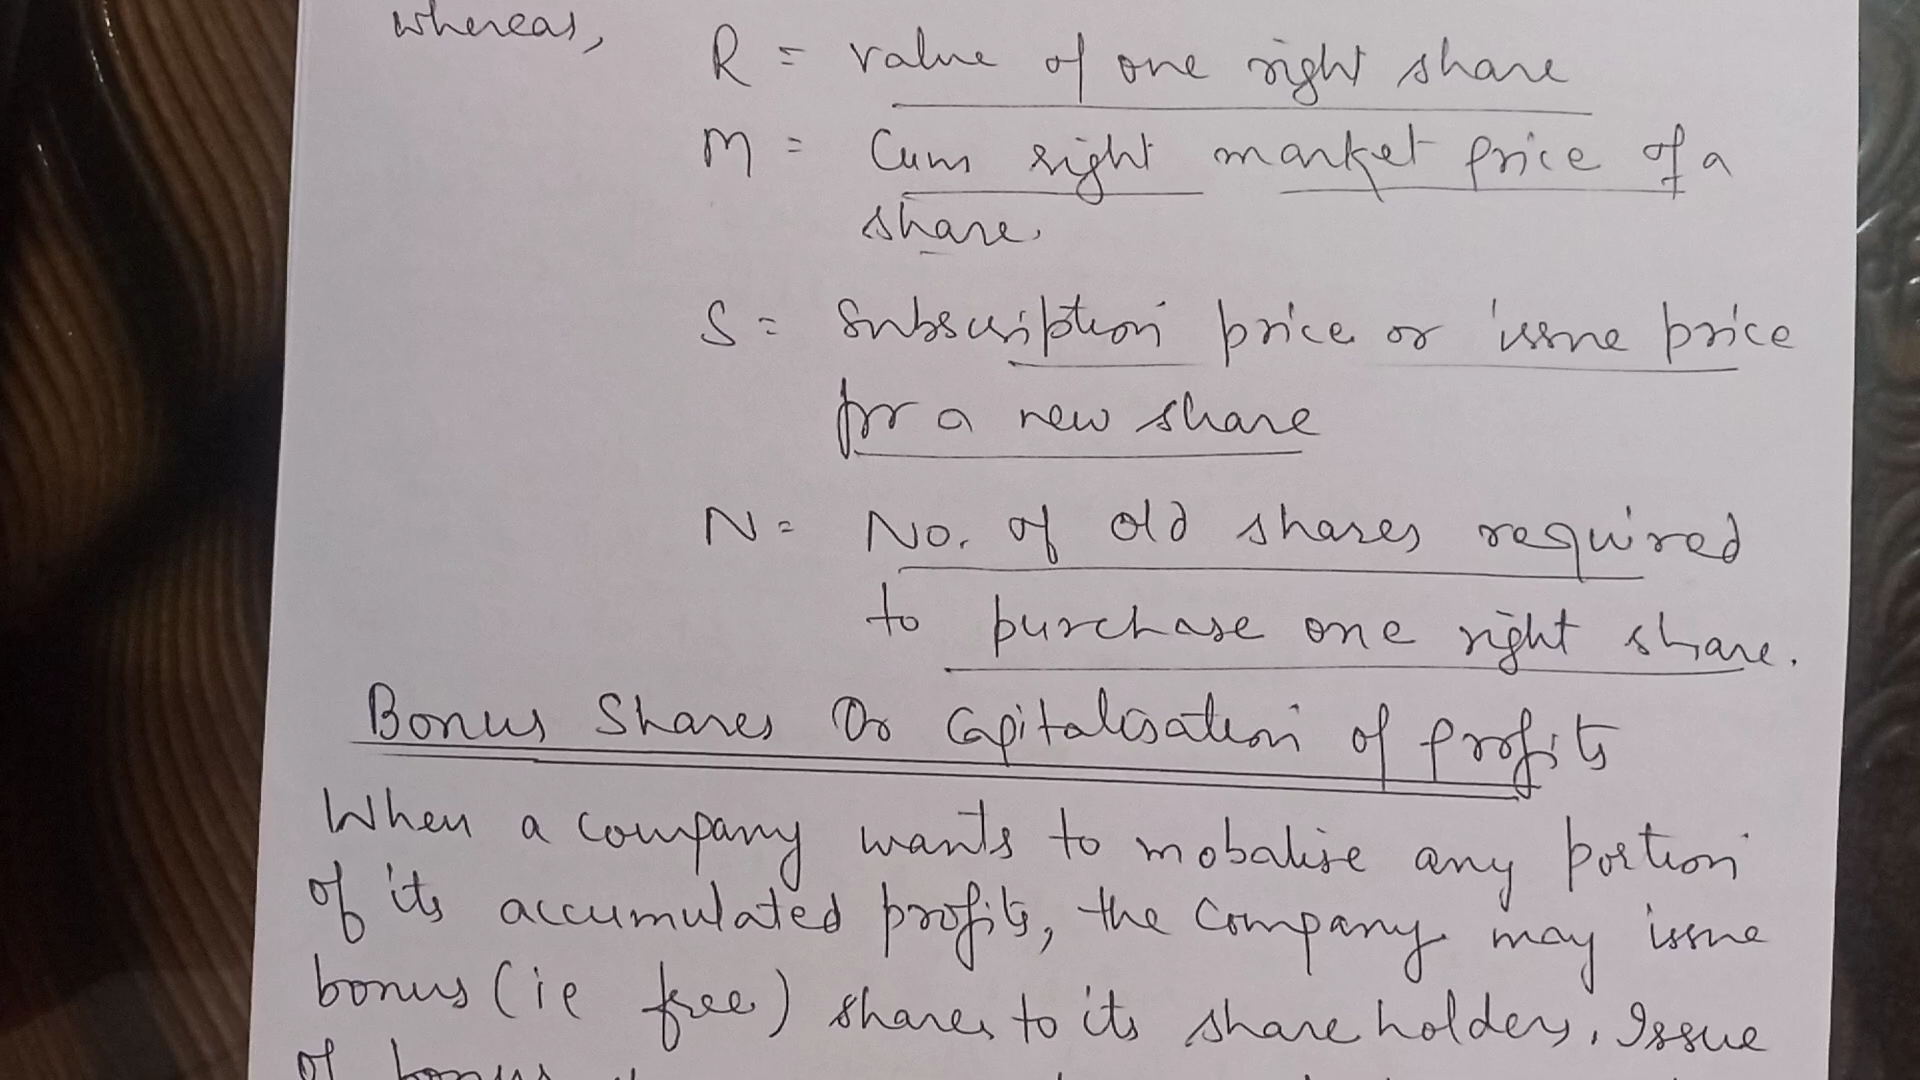 whereas,
R = value of one right share
M = Cum right market price of a
share.
S = Subscription price or issue price
for a new share
N = No. of old shares required
to purchase one right share.
Bonus Shares Or Capitalisation of profits
When a company wants to mobalise any portion
of its accumulated profits, the company may issue
bonus (ie free) shares to its shareholders, Issue
of bonus